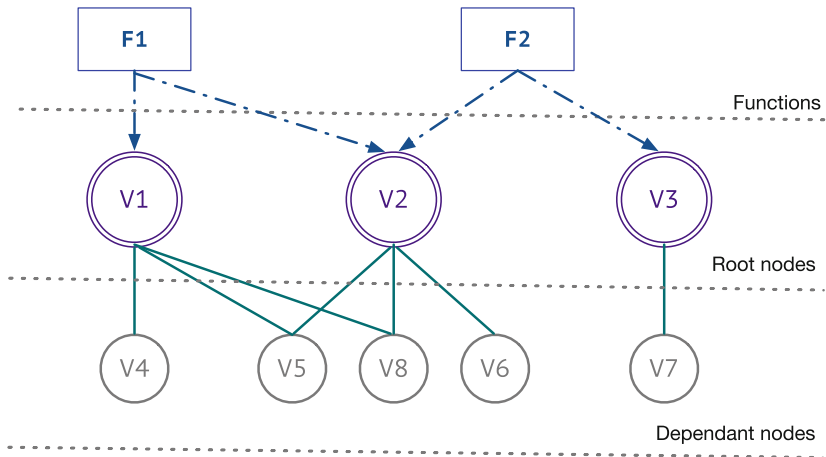 F1
F2
Functions
V1
V2
V3
Root nodes
V4
V5
V8
V6
V7
Dependant nodes